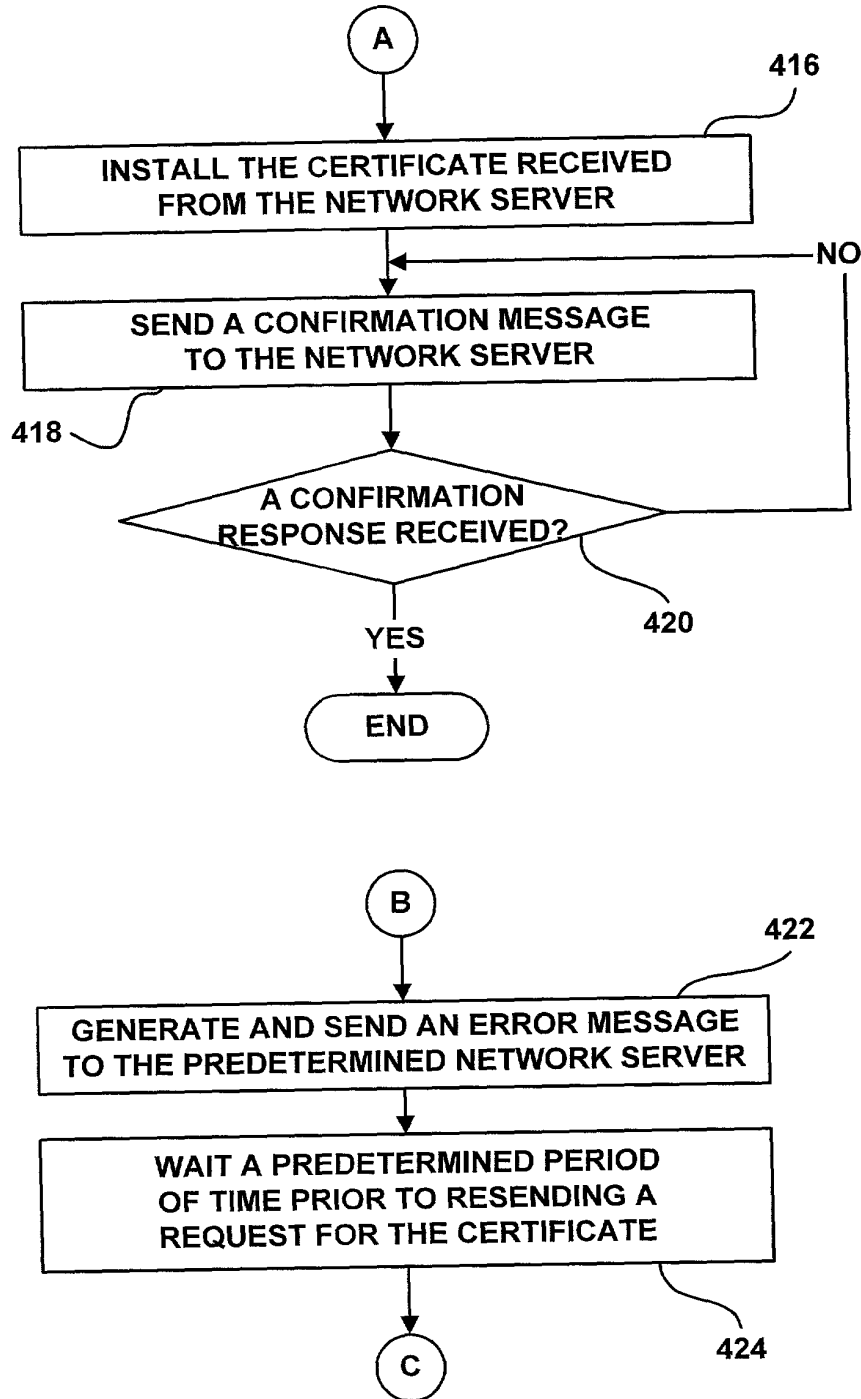 A
416
INSTALL THE CERTIFICATE RECEIVED
FROM THE NETWORK SERVER
NO
SEND A CONFIRMATION MESSAGE
TO THE NETWORK SERVER
418
A CONFIRMATION
RESPONSE RECEIVED?
420
YES
END
B
422
GENERATE AND SEND AN ERROR MESSAGE
TO THE PREDETERMINED NETWORK SERVER
WAIT A PREDETERMINED PERIOD
OF TIME PRIOR TO RESENDING A
REQUEST FOR THE CERTIFICATE
424
C